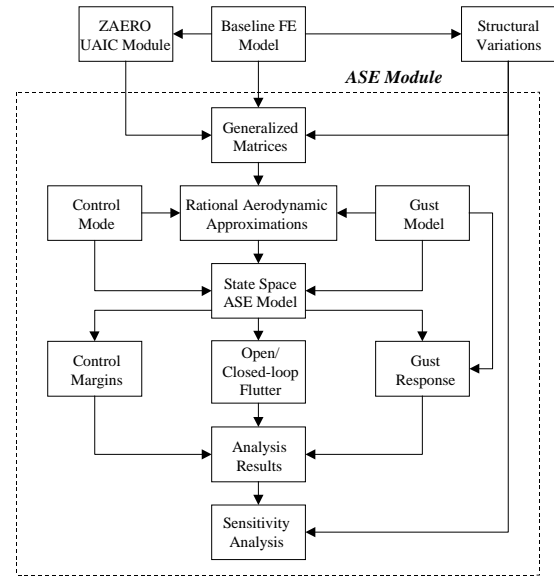 ZAERO
UAIC Module
Baseline FE
Model
Structural
Variations
ASE Module
Generalized
Matrices
Control
Mode
Rational Aerodynamic
Approximations
Gust
Model
State Space
ASE Model
Control
Margins
Open/
Closed-loop
Flutter
Gust
Response
Analysis
Results
Sensitivity
Analysis